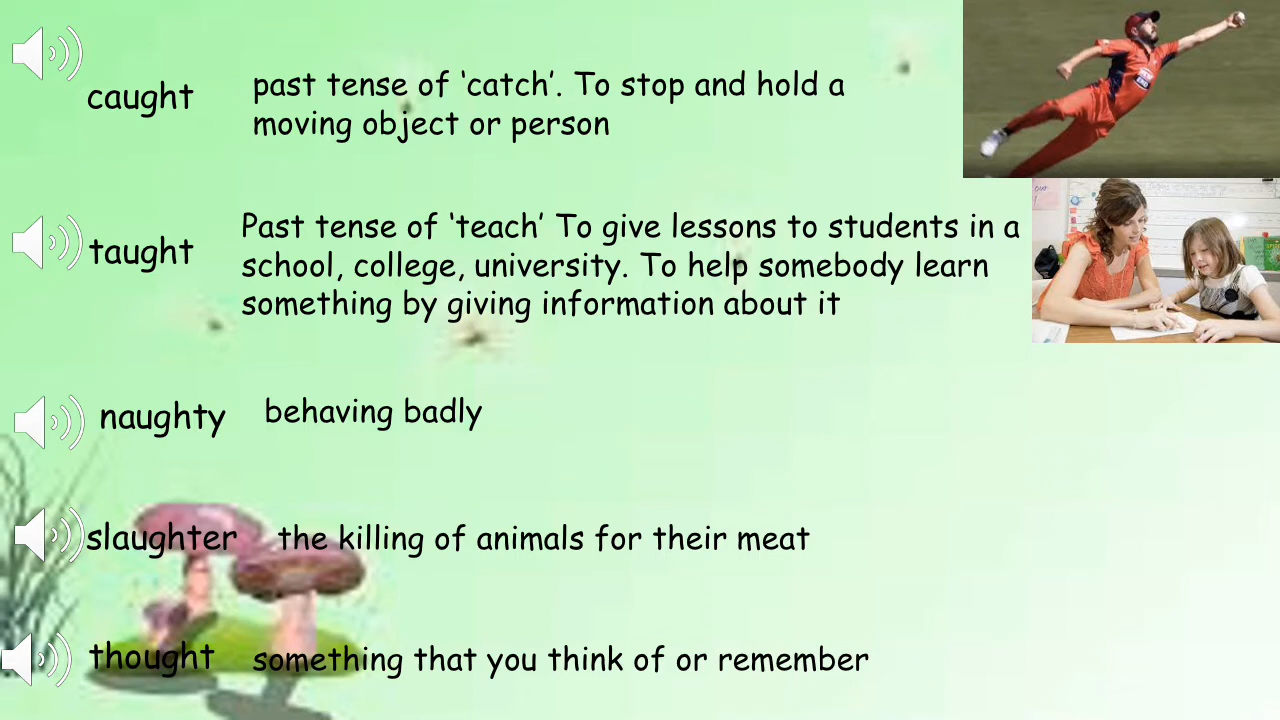 caught
past tense of ‘catch’. To stop and hold a
moving object or person
taught
Past tense of ‘teach’ To give lessons to students in a
school, college, university. To help somebody learn
something by giving information about it
naughty
behaving badly
slaughter
the killing of animals for their meat
thought
something that you think of or remember